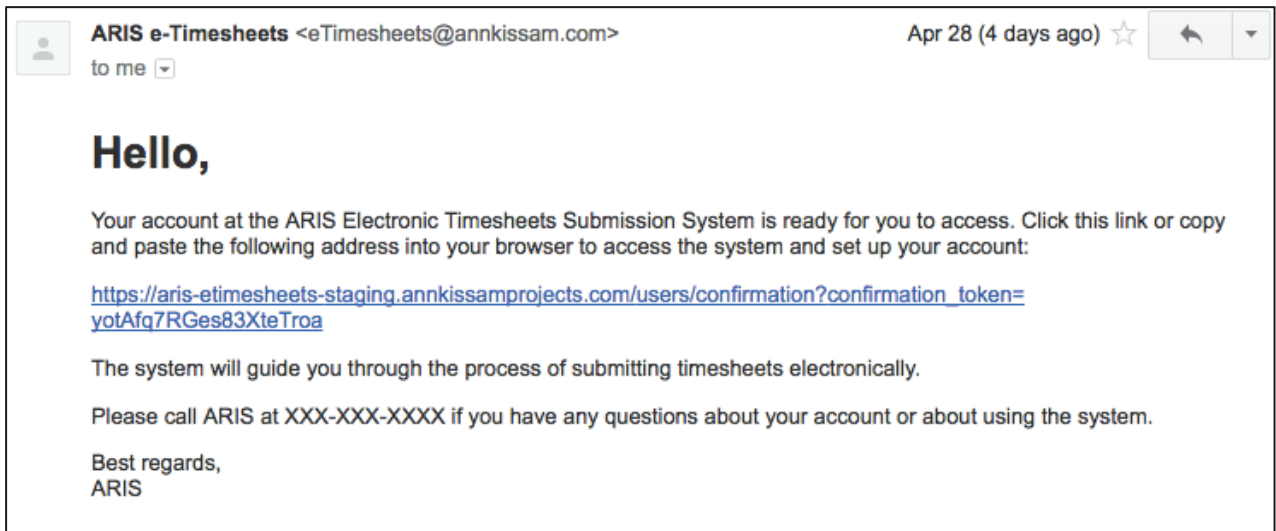 ARIS e-Timesheets <eTimesheets@annkissam.com> Apr 28 (4 days ago)
to me
Hello,
Your account at the ARIS Electronic Timesheets Submission System is ready for you to access. Click this link or copy
and paste the following address into your browser to access the system and set up your account:
https://aris-etimesheets-staging.annkissamprojects.com/users/confirmation?confirmation_token=
yotAfq7RGes83XteTroa
The system will guide you through the process of submitting timesheets electronically.
Please call ARIS at XXX-XXX-XXXX if you have any questions about your account or about using the system.
Best regards,
ARIS